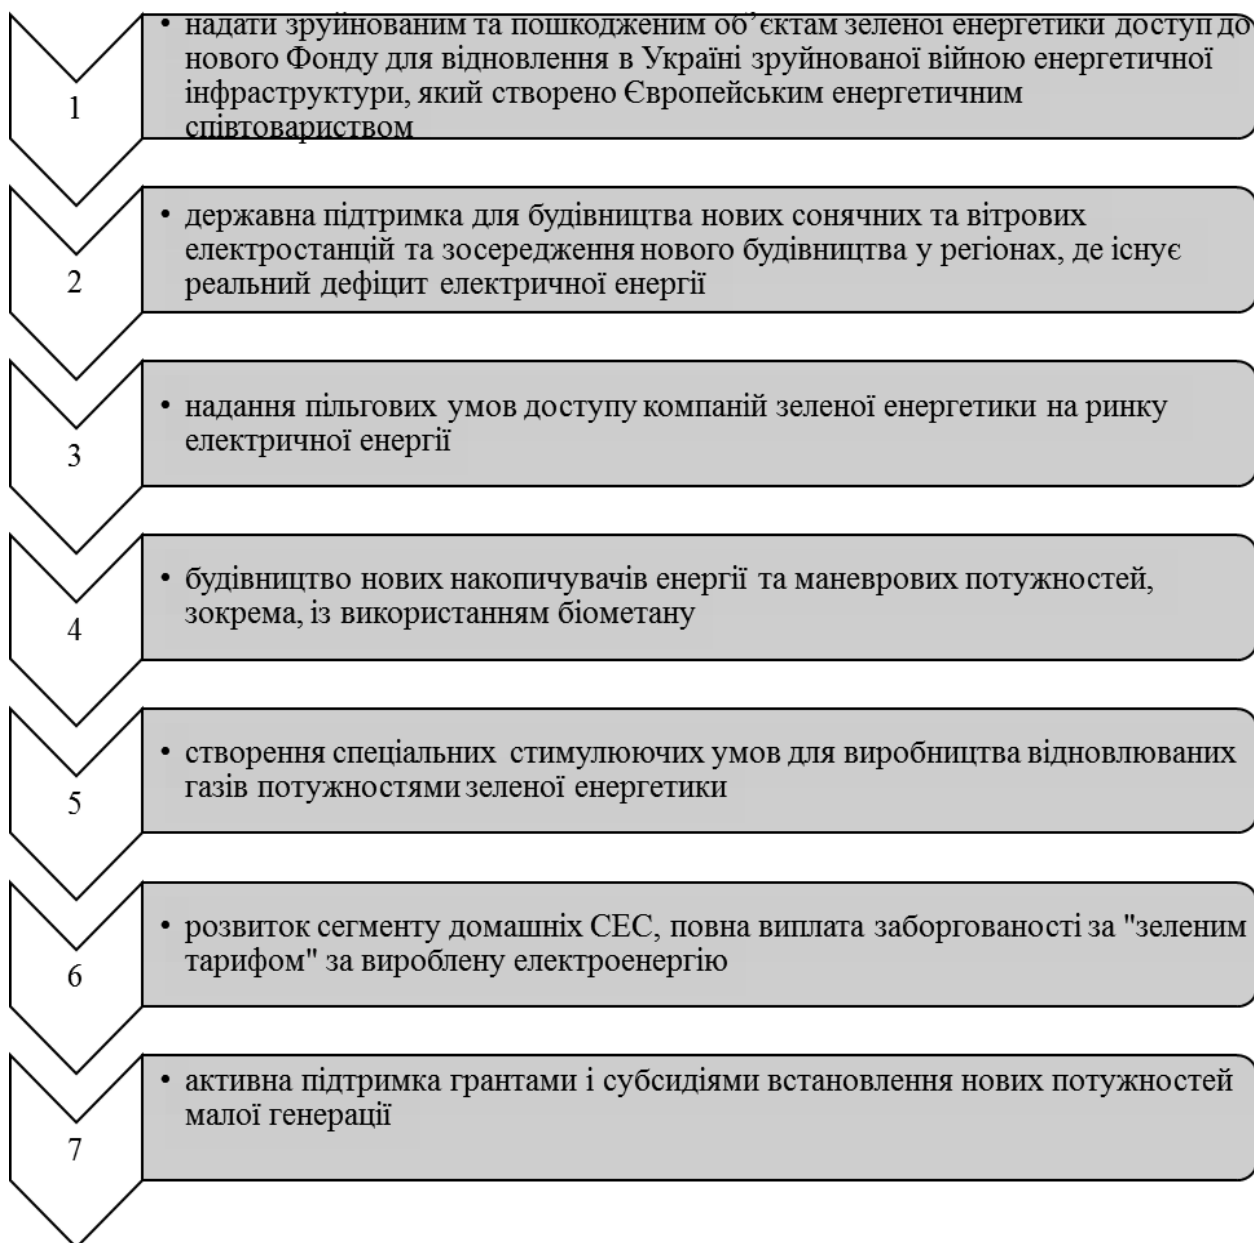 1
• надати зруйнованим та пошкодженим об’єктам зеленої енергетики доступ до
нового Фонду для відновлення в Україні зруйнованої війною енергетичної
інфраструктури, який створено Європейським енергетичним
співтовариством
2
• державна підтримка для будівництва нових сонячних та вітрових
електростанцій та зосередження нового будівництва у регіонах, де існує
реальний дефіцит електричної енергії
3
• надання пільгових умов доступу компаній зеленої енергетики на ринку
електричної енергії
4
• будівництво нових накопичувачів енергії та маневрових потужностей,
зокрема, із використанням біометану
5
• створення спеціальних стимулюючих умов для виробництва відновлюваних
газів потужностями зеленої енергетики
6
• розвиток сегменту домашніх СЕС, повна виплата заборгованості за "зеленим
тарифом" за вироблену електроенергію
7
• активна підтримка грантами і субсидіями встановлення нових потужностей
малої генерації